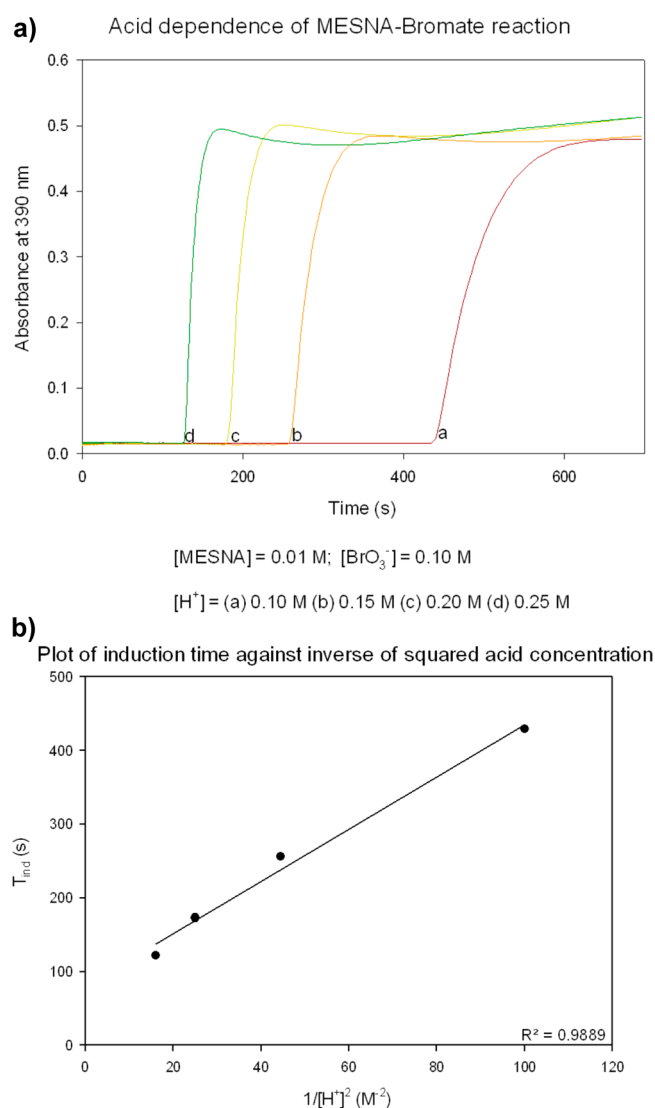 a)
Acid dependence of MESNA-Bromate reaction
Absorbance at 390 nm
0.6
0.5
0.4
0.3
0.2
0.1
0.0
d
c
b
a
0
200
400
600
Time (s)
[MESNA] = 0.01 M; [BrO₃⁻] = 0.10 M
[H⁺] = (a) 0.10 M (b) 0.15 M (c) 0.20 M (d) 0.25 M
b)
Plot of induction time against inverse of squared acid concentration
T_ind (s)
500
400
300
200
100
0
R² = 0.9889
0
20
40
60
80
100
120
1/[H⁺]² (M⁻²)